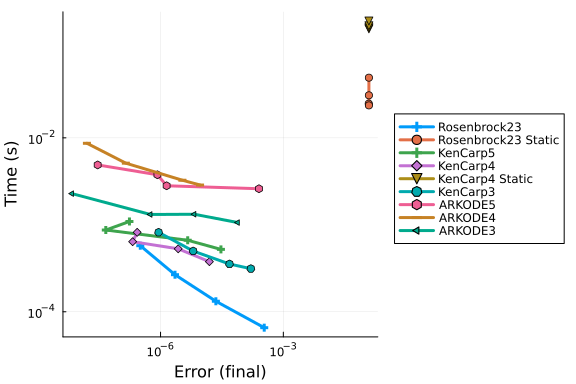 Time (s)
10⁻²
10⁻⁴
10⁻⁶
10⁻³
Error (final)
Rosenbrock23
Rosenbrock23 Static
KenCarp5
KenCarp4
KenCarp4 Static
KenCarp3
ARKODE5
ARKODE4
ARKODE3